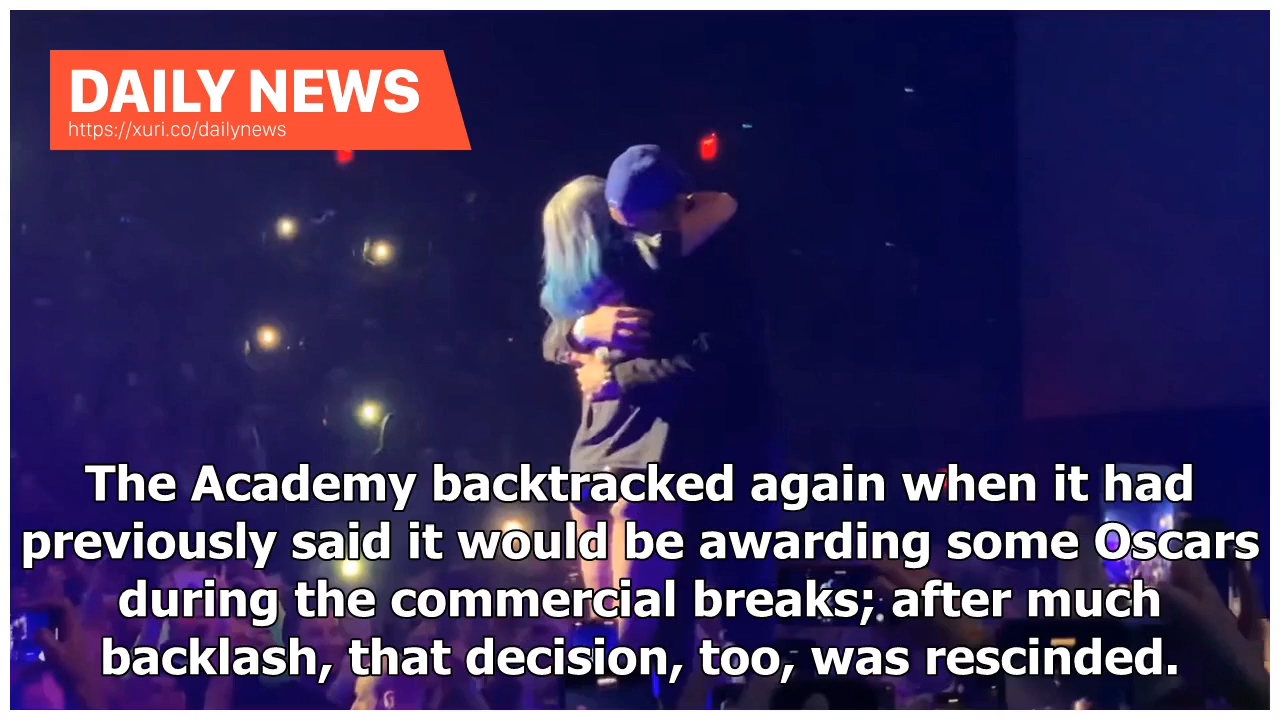 DAILY NEWS
https://xuri.co/dailynews
The Academy backtracked again when it had
previously said it would be awarding some Oscars
during the commercial breaks; after much
backlash, that decision, too, was rescinded.